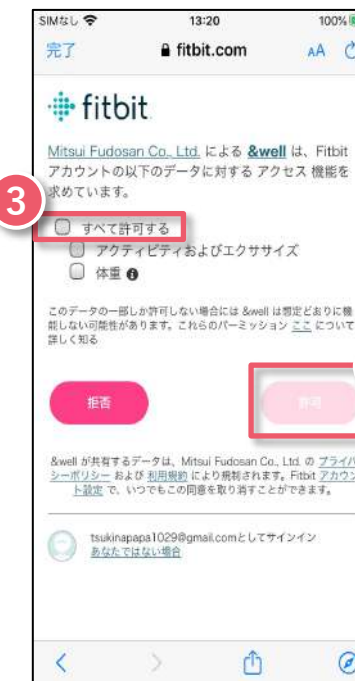 SIMなし 13:20 100%
完了 fitbit.com AA
fitbit
Mitsui Fudosan Co., Ltd. による &well は、Fitbit
アカウントの以下のデータに対する アクセス 機能を
求めています。
3
すべて許可する
アクティビティおよびエクササイズ
体重
このデータの一部しか許可しない場合には &well は想定どおりに機
能しない可能性があります。これらのパーミッション ここ について
詳しく知る
拒否 許可
&well が共有するデータは、Mitsui Fudosan Co., Ltd. の プライバ
シーポリシー および 利用規約 により規制されます。Fitbit アカウン
ト設定 で、いつでもこの同意を取り消すことができます。
tsukinapapa1029@gmail.comとしてサインイン
あなたではない場合